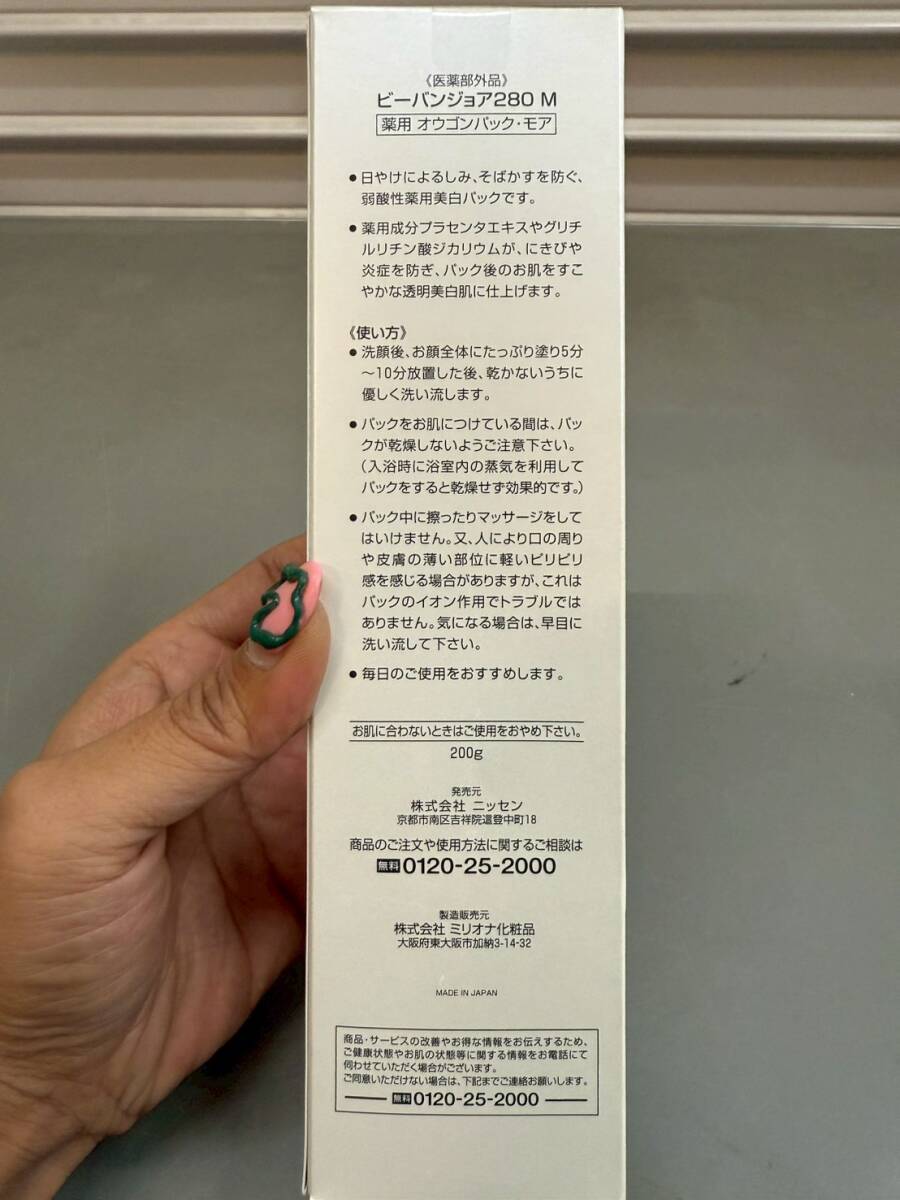 《医薬部外品》
ビーバンジョア280 M
薬用 オウゴンパック・モア
● 日やけによるしみ、そばかすを防ぐ、
弱酸性薬用美白パックです。
● 薬用成分プラセンタエキスやグリチ
ルリチン酸ジカリウムが、にきびや
炎症を防ぎ、パック後のお肌をすこ
やかな透明美白肌に仕上げます。
《使い方》
● 洗顔後、お顔全体にたっぷり塗り5分
～10分放置した後、乾かないうちに
優しく洗い流します。
● パックをお肌につけている間は、パッ
クが乾燥しないようご注意下さい。
(入浴時に浴室内の蒸気を利用して
パックをすると乾燥せず効果的です。)
● パック中に擦ったりマッサージをして
はいけません。又、人により口の周り
や皮膚の薄い部位に軽いピリピリ
感を感じる場合がありますが、これは
パックのイオン作用でトラブルでは
ありません。気になる場合は、早目に
洗い流して下さい。
● 毎日のご使用をおすすめします。
お肌に合わないときはご使用をおやめ下さい。
200g
発売元
株式会社 ニッセン
京都市南区吉祥院這登中町18
商品のご注文や使用方法に関するご相談は
無料 0120-25-2000
製造販売元
株式会社 ミリオナ化粧品
大阪府東大阪市加納3-14-32
MADE IN JAPAN
商品・サービスの改善やお得な情報をお伝えするため、
ご健康状態やお肌の状態等に関する情報をお電話にて
伺わせていただく場合がございます。
ご同意いただけない場合は、下記までご連絡お願いします。
無料 0120-25-2000